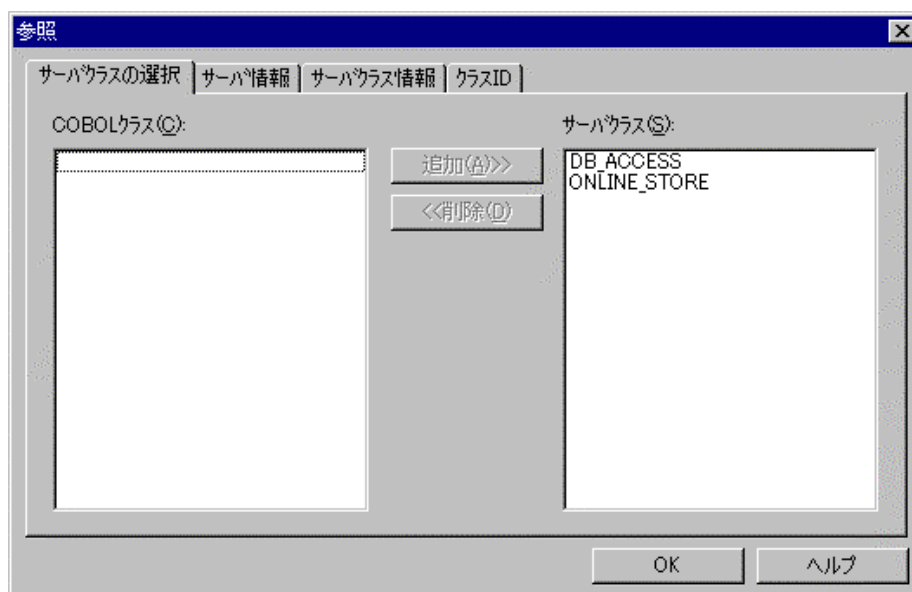 参照
サーバクラスの選択 サーバ情報 サーバクラス情報 クラスID
COBOLクラス(C): サーバクラス(S):
追加(A)>> DB_ACCESS
ONLINE_STORE
<<削除(D)
OK ヘルプ